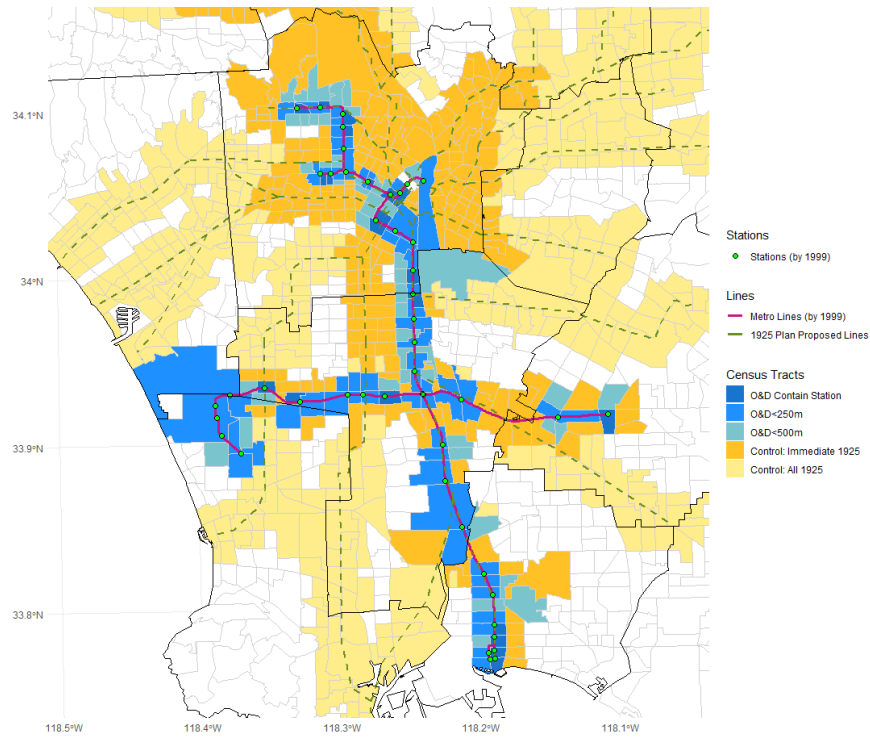 34.1°N
34°N
33.9°N
33.8°N
118.5°W
118.4°W
118.3°W
118.2°W
118.1°W
Stations
Stations (by 1999)
Lines
Metro Lines (by 1999)
1925 Plan Proposed Lines
Census Tracts
O&D Contain Station
O&D<250m
O&D<500m
Control: Immediate 1925
Control: All 1925